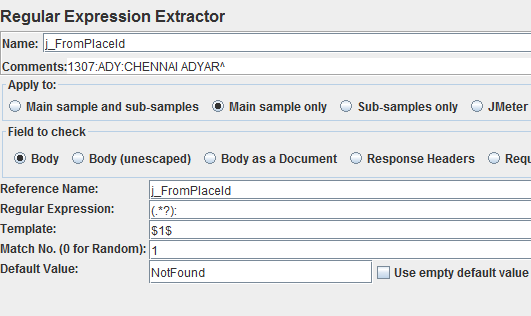 Regular Expression Extractor
Name: j_FromPlaceId
Comments: 1307:ADY:CHENNAI ADYAR^
Apply to:
Main sample and sub-samples Main sample only Sub-samples only JMeter
Field to check
Body Body (unescaped) Body as a Document Response Headers Requ
Reference Name: j_FromPlaceId
Regular Expression: (.*?):
Template: $1$
Match No. (0 for Random): 1
Default Value: NotFound Use empty default value